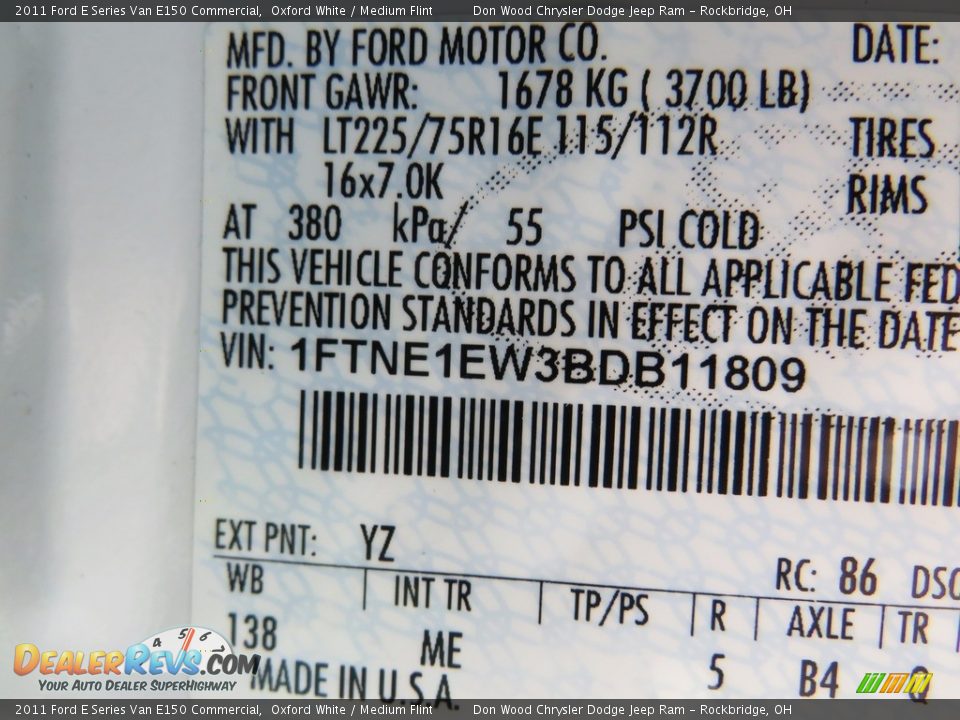 2011 Ford E Series Van E150 Commercial, Oxford White / Medium Flint Don Wood Chrysler Dodge Jeep Ram - Rockbridge, OH
MFD. BY FORD MOTOR CO. DATE:
FRONT GAWR: 1678 KG ( 3700 LB)
WITH LT225/75R16E 115/112R TIRES
16x7.0K RIMS
AT 380 kPa/ 55 PSI COLD
THIS VEHICLE CONFORMS TO ALL APPLICABLE FED
PREVENTION STANDARDS IN EFFECT ON THE DATE
VIN: 1FTNE1EW3BDB11809
EXT PNT: YZ RC: 86 DSO
WB INT TR TP/PS R AXLE TR
138 ME 5 B4 Q
MADE IN U.S.A.
4 5 6
DEALERREVS.COM
YOUR AUTO DEALER SUPERHIGHWAY
2011 Ford E Series Van E150 Commercial, Oxford White / Medium Flint Don Wood Chrysler Dodge Jeep Ram - Rockbridge, OH